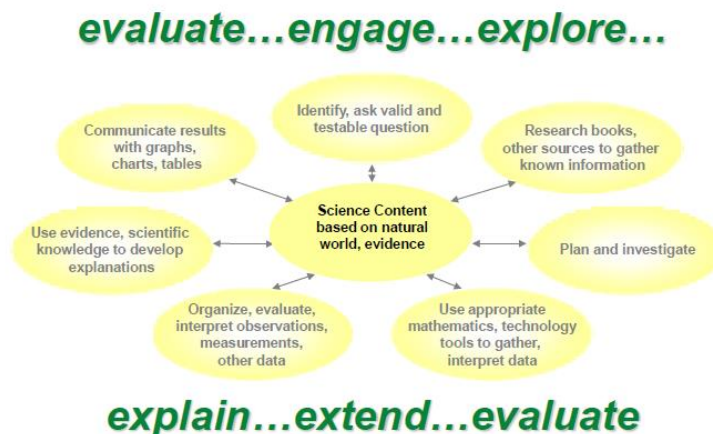 evaluate…engage…explore…
Identify, ask valid and
testable question
Communicate results
with graphs,
charts, tables
Research books,
other sources to gather
known information
Science Content
based on natural
world, evidence
Use evidence, scientific
knowledge to develop
explanations
Plan and investigate
Organize, evaluate,
interpret observations,
measurements,
other data
Use appropriate
mathematics, technology
tools to gather,
interpret data
explain…extend…evaluate